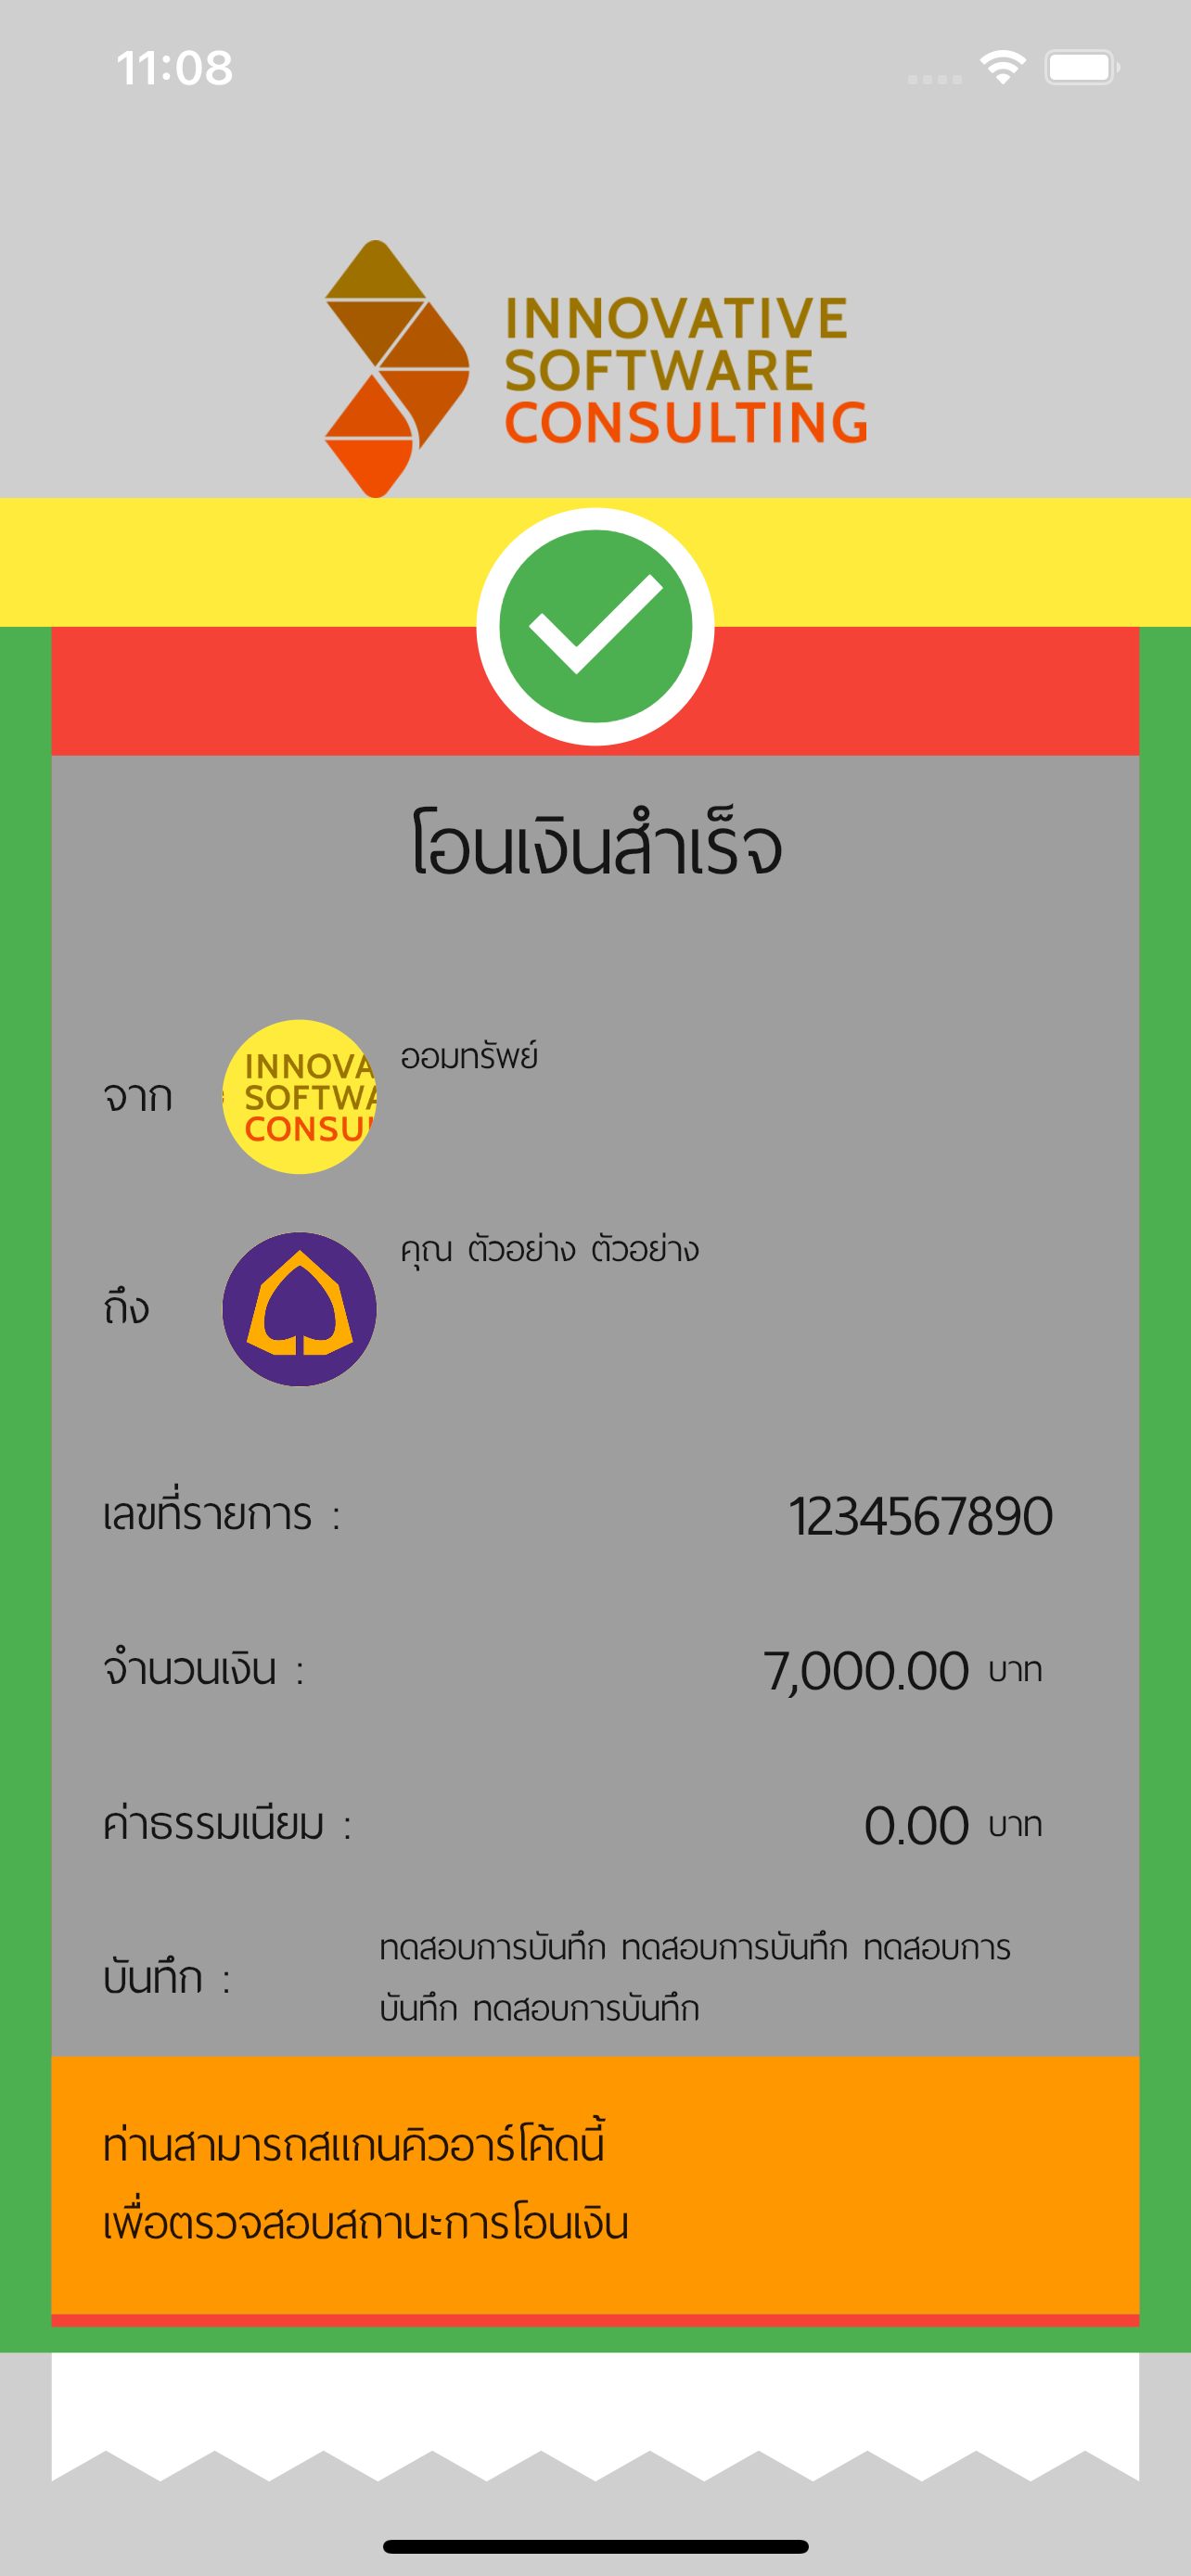 11:08
INNOVATIVE
SOFTWARE
CONSULTING
โอนเงินสำเร็จ
จาก
INNOVA
SOFTWA
CONSUL
ออมทรัพย์
ถึง
คุณ ตัวอย่าง ตัวอย่าง
เลขที่รายการ : 1234567890
จำนวนเงิน : 7,000.00 บาท
ค่าธรรมเนียม : 0.00 บาท
บันทึก :
ทดสอบการบันทึก ทดสอบการบันทึก ทดสอบการ
บันทึก ทดสอบการบันทึก
ท่านสามารถสแกนคิวอาร์โค้ดนี้
เพื่อตรวจสอบสถานะการโอนเงิน